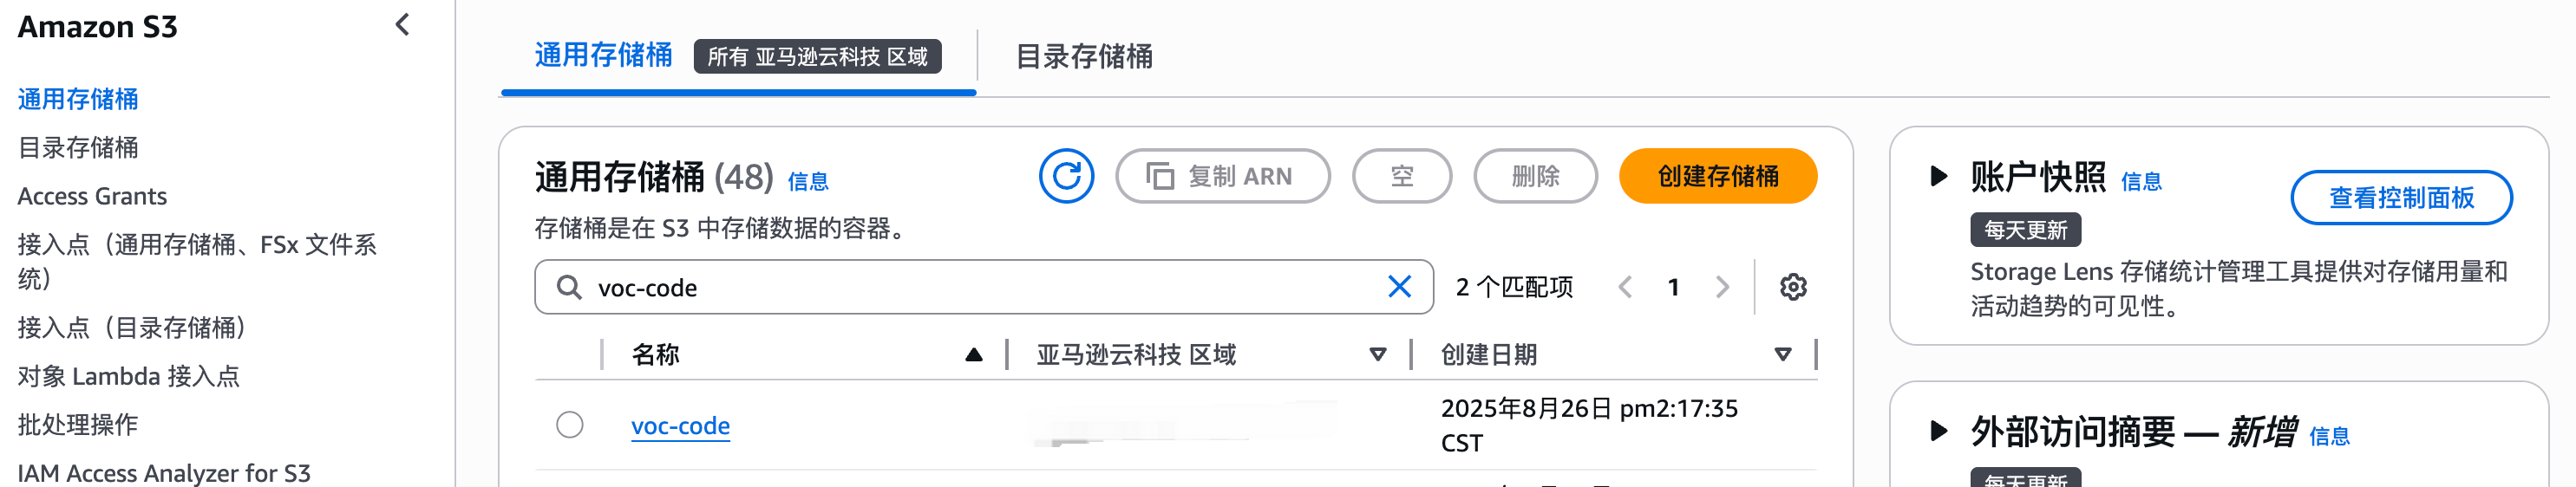 Amazon S3
通用存储桶
目录存储桶
Access Grants
接入点（通用存储桶、FSx 文件系
统）
接入点（目录存储桶）
对象 Lambda 接入点
批处理操作
IAM Access Analyzer for S3
通用存储桶 所有 亚马逊云科技 区域 目录存储桶
通用存储桶 (48) 信息
复制 ARN 空 删除 创建存储桶
存储桶是在 S3 中存储数据的容器。
voc-code 2 个匹配项 1
名称 亚马逊云科技 区域 创建日期
voc-code 2025年8月26日 pm2:17:35
CST
账户快照 信息 查看控制面板
每天更新
Storage Lens 存储统计管理工具提供对存储用量和
活动趋势的可见性。
外部访问摘要 — 新增 信息
每天更新